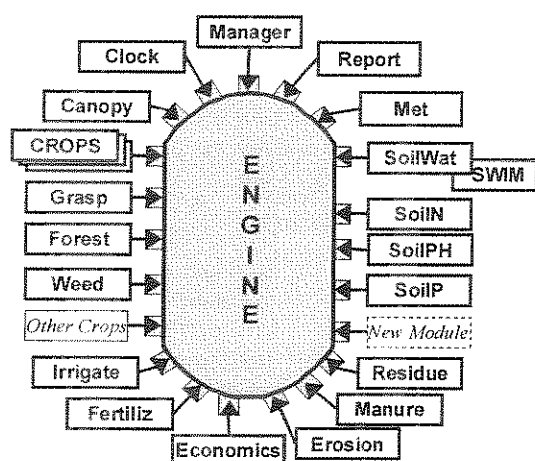 Manager
Clock
Report
Canopy
Met
CROPS
SoilWat
SWIM
Grasp
SoilN
Forest
SoilPH
Weed
SoilP
Other Crops
New Module
Irrigate
Residue
Fertiliz
Manure
Economics
Erosion
E
N
G
I
N
E